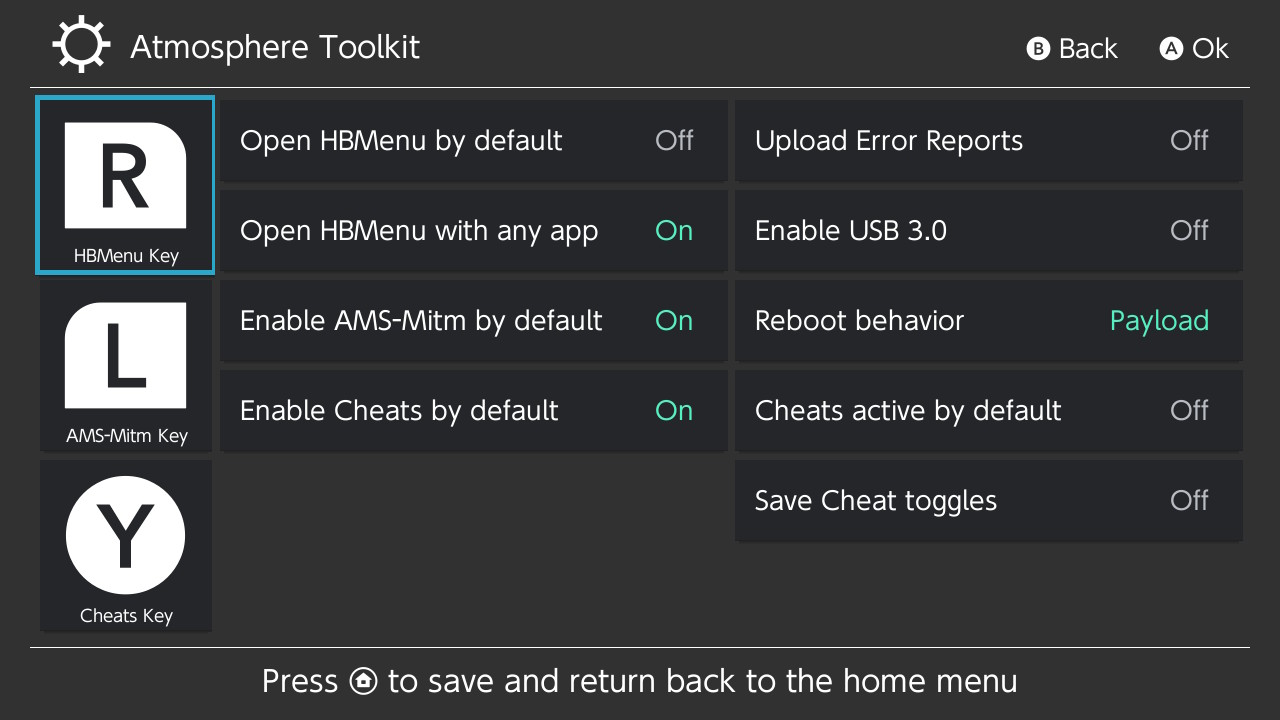 Atmosphere Toolkit
B Back
A Ok
R
HBMenu Key
L
AMS-Mitm Key
Y
Cheats Key
Open HBMenu by default Off
Open HBMenu with any app On
Enable AMS-Mitm by default On
Enable Cheats by default On
Upload Error Reports Off
Enable USB 3.0 Off
Reboot behavior Payload
Cheats active by default Off
Save Cheat toggles Off
Press to save and return back to the home menu